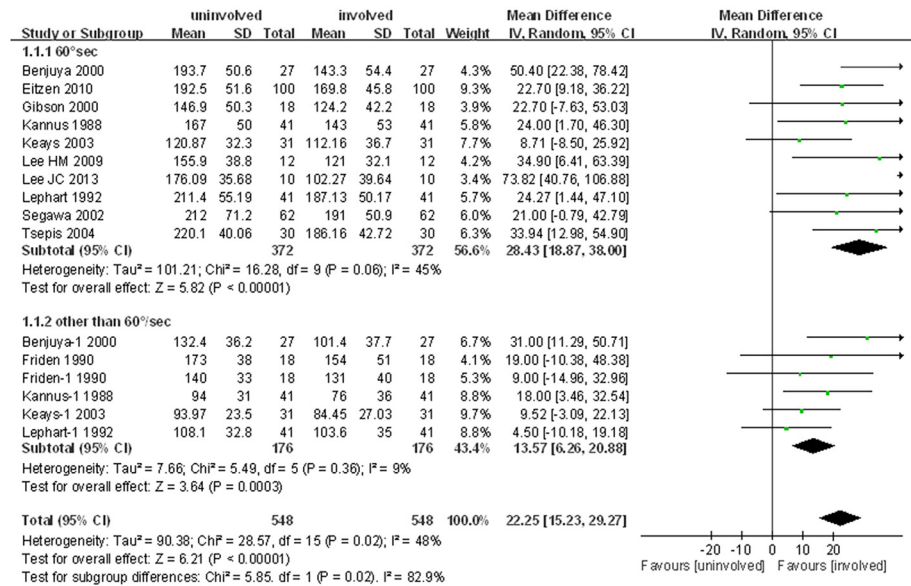 uninvolved involved Mean Difference Mean Difference
Study or Subgroup Mean SD Total Mean SD Total Weight IV, Random, 95% CI IV, Random, 95% CI
1.1.1 60°sec
Benjuya 2000 193.7 50.6 27 143.3 54.4 27 4.3% 50.40 [22.38, 78.42]
Eitzen 2010 192.5 51.6 100 169.8 45.8 100 9.3% 22.70 [9.18, 36.22]
Gibson 2000 146.9 50.3 18 124.2 42.2 18 3.9% 22.70 [-7.63, 53.03]
Kannus 1988 167 50 41 143 53 41 5.8% 24.00 [1.70, 46.30]
Keays 2003 120.87 32.3 31 112.16 36.7 31 7.6% 8.71 [-8.50, 25.92]
Lee HM 2009 155.9 38.8 12 121 32.1 12 4.2% 34.90 [6.41, 63.39]
Lee JC 2013 176.09 35.68 10 102.27 39.64 10 3.4% 73.82 [40.76, 106.88]
Lephart 1992 211.4 55.19 41 187.13 50.17 41 5.7% 24.27 [1.44, 47.10]
Segawa 2002 212 71.2 62 191 50.9 62 6.0% 21.00 [-0.79, 42.79]
Tsepis 2004 220.1 40.06 30 186.16 42.72 30 6.3% 33.94 [12.98, 54.90]
Subtotal (95% CI) 372 372 56.6% 28.43 [18.87, 38.00]
Heterogeneity: Tau² = 101.21; Chi² = 16.28, df = 9 (P = 0.06); I² = 45%
Test for overall effect: Z = 5.82 (P < 0.00001)
1.1.2 other than 60°/sec
Benjuya-1 2000 132.4 36.2 27 101.4 37.7 27 6.7% 31.00 [11.29, 50.71]
Friden 1990 173 38 18 154 51 18 4.1% 19.00 [-10.38, 48.38]
Friden-1 1990 140 33 18 131 40 18 5.3% 9.00 [-14.96, 32.96]
Kannus-1 1988 94 31 41 76 36 41 8.8% 18.00 [3.46, 32.54]
Keays-1 2003 93.97 23.5 31 84.45 27.03 31 9.7% 9.52 [-3.09, 22.13]
Lephart-1 1992 108.1 32.8 41 103.6 35 41 8.8% 4.50 [-10.18, 19.18]
Subtotal (95% CI) 176 176 43.4% 13.57 [6.26, 20.88]
Heterogeneity: Tau² = 7.66; Chi² = 5.49, df = 5 (P = 0.36); I² = 9%
Test for overall effect: Z = 3.64 (P = 0.0003)
Total (95% CI) 548 548 100.0% 22.25 [15.23, 29.27]
Heterogeneity: Tau² = 90.38; Chi² = 28.57, df = 15 (P = 0.02); I² = 48%
Test for overall effect: Z = 6.21 (P < 0.00001)
Test for subgroup differences: Chi² = 5.85. df = 1 (P = 0.02). I² = 82.9%
-20 -10 0 10 20
Favours [uninvolved] Favours [involved]